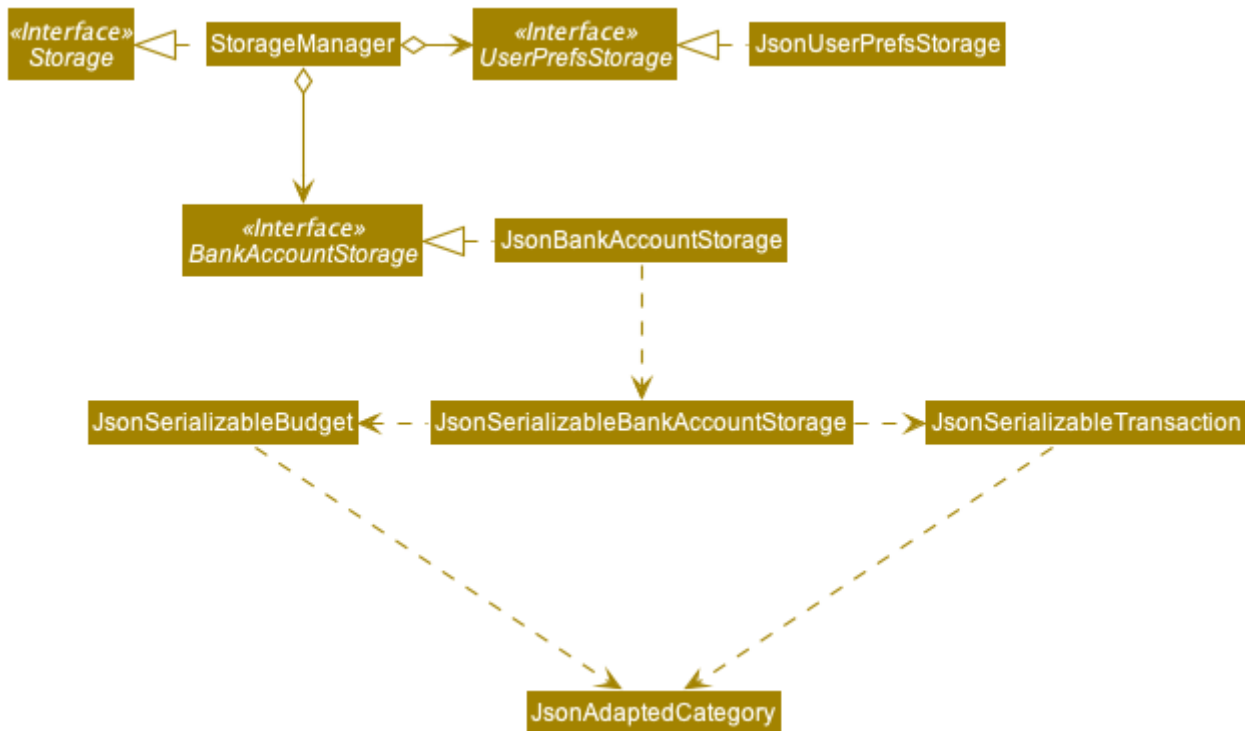 «Interface»
Storage
StorageManager
«Interface»
UserPrefsStorage
JsonUserPrefsStorage
«Interface»
BankAccountStorage
JsonBankAccountStorage
JsonSerializableBudget
JsonSerializableBankAccountStorage
JsonSerializableTransaction
JsonAdaptedCategory